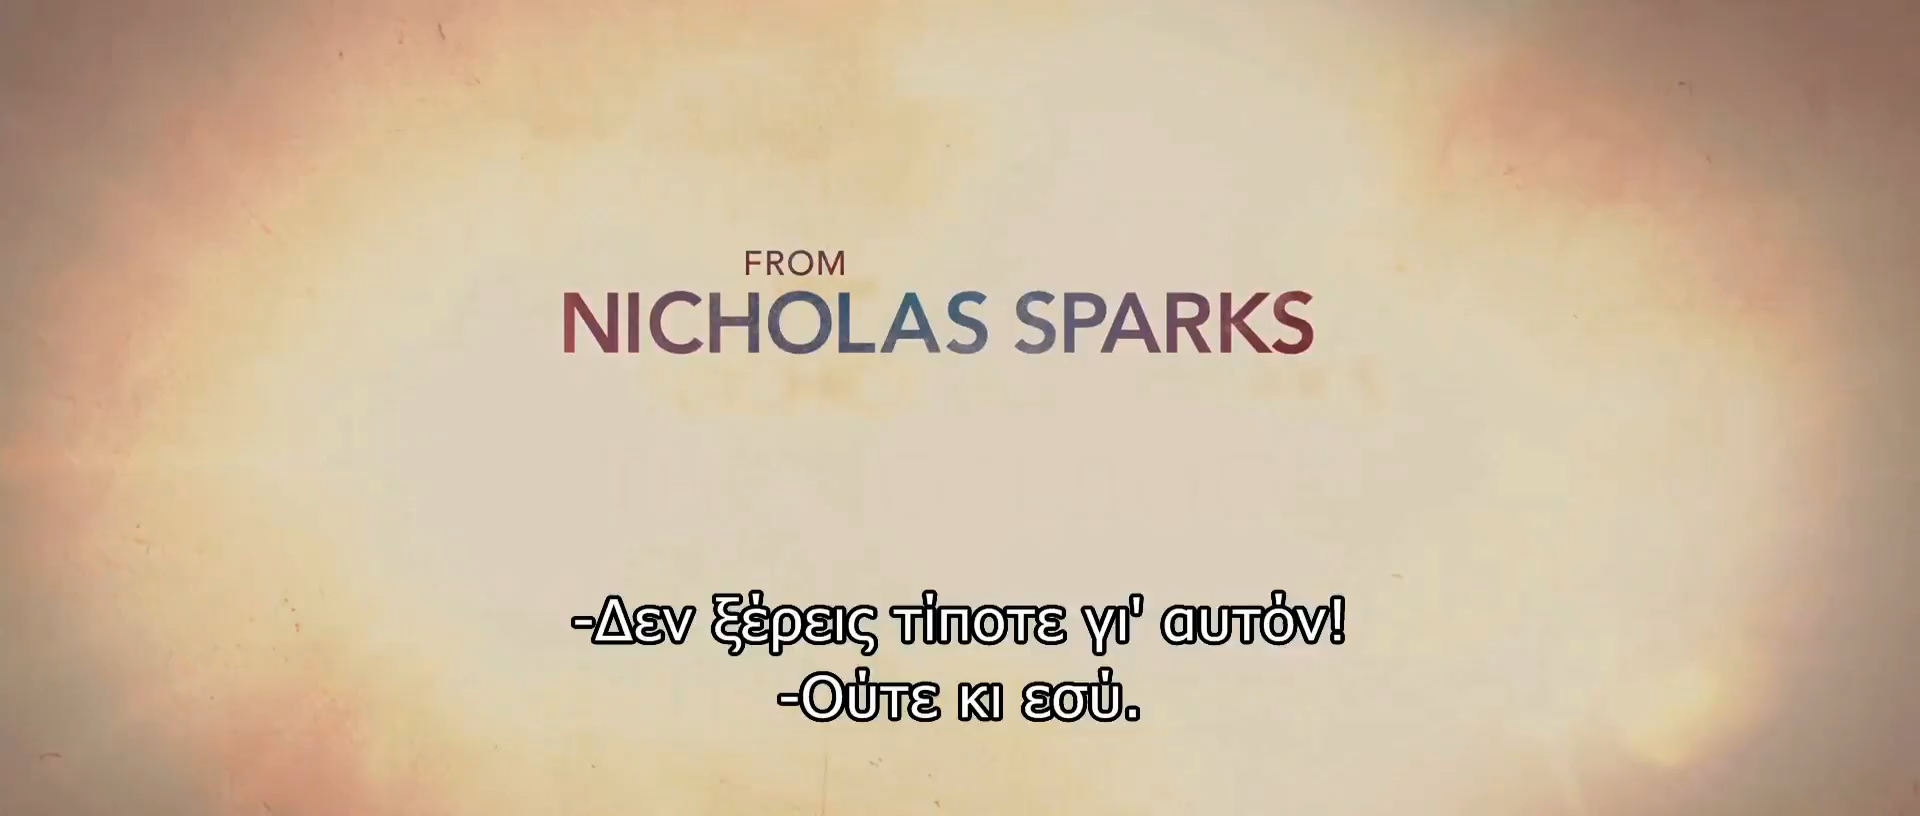 FROM
NICHOLAS SPARKS
-Δεν ξέρεις τίποτε γι' αυτόν!
-Ούτε κι εσύ.